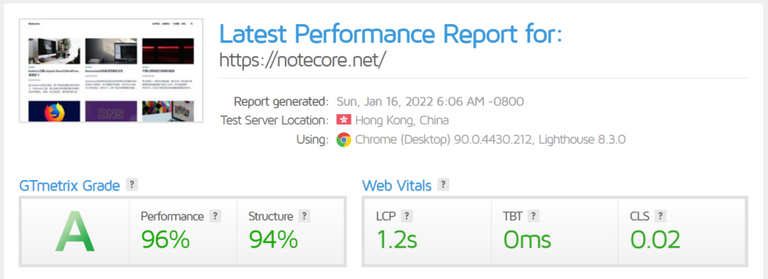 Latest Performance Report for:
https://notecore.net/
Report generated: Sun, Jan 16, 2022 6:06 AM -0800
Test Server Location: Hong Kong, China
Using: Chrome (Desktop) 90.0.4430.212, Lighthouse 8.3.0
GTmetrix Grade ?
Web Vitals ?
A
Performance ?
96%
Structure ?
94%
LCP ?
1.2s
TBT ?
0ms
CLS ?
0.02
DNS